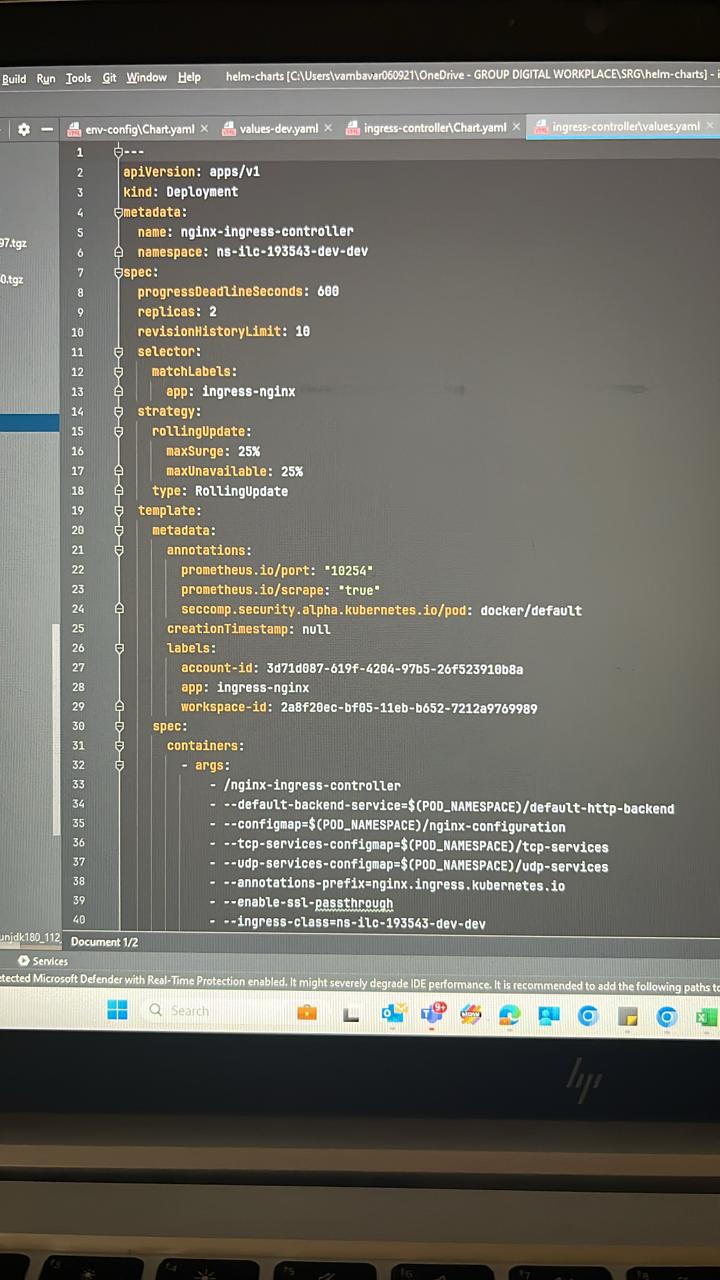 Build Run Tools Git Window Help helm-charts [C:\Users\vambavar060921\OneDrive - GROUP DIGITAL WORKPLACE\SRG\helm-charts] -
env-config\Chart.yaml × values-dev.yaml × ingress-controller\Chart.yaml × ingress-controller\values.yaml ×
97.tgz
0.tgz
1 ---
2 apiVersion: apps/v1
3 kind: Deployment
4 metadata:
5 name: nginx-ingress-controller
6 namespace: ns-ilc-193543-dev-dev
7 spec:
8 progressDeadlineSeconds: 600
9 replicas: 2
10 revisionHistoryLimit: 10
11 selector:
12 matchLabels:
13 app: ingress-nginx
14 strategy:
15 rollingUpdate:
16 maxSurge: 25%
17 maxUnavailable: 25%
18 type: RollingUpdate
19 template:
20 metadata:
21 annotations:
22 prometheus.io/port: "10254"
23 prometheus.io/scrape: "true"
24 seccomp.security.alpha.kubernetes.io/pod: docker/default
25 creationTimestamp: null
26 labels:
27 account-id: 3d71d087-619f-4204-97b5-26f523910b8a
28 app: ingress-nginx
29 workspace-id: 2a8f20ec-bf05-11eb-b652-7212a9769989
30 spec:
31 containers:
32 - args:
33 - /nginx-ingress-controller
34 - --default-backend-service=$(POD_NAMESPACE)/default-http-backend
35 - --configmap=$(POD_NAMESPACE)/nginx-configuration
36 - --tcp-services-configmap=$(POD_NAMESPACE)/tcp-services
37 - --udp-services-configmap=$(POD_NAMESPACE)/udp-services
38 - --annotations-prefix=nginx.ingress.kubernetes.io
39 - --enable-ssl-passthrough
40 - --ingress-class=ns-ilc-193543-dev-dev
Document 1/2
Services
etected Microsoft Defender with Real-Time Protection enabled. It might severely degrade IDE performance. It is recommended to add the following paths to
Search
9+
hp